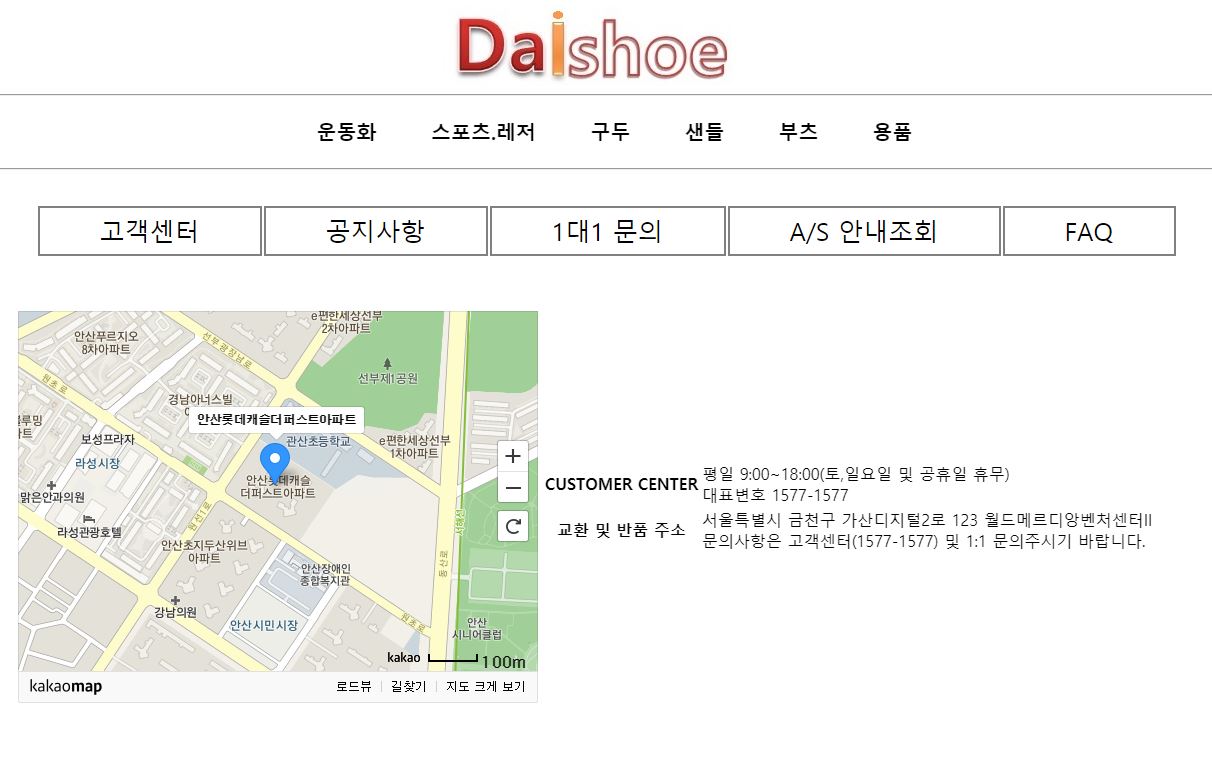 Daishoe
운동화
스포츠.레저
구두
샌들
부츠
용품
고객센터
공지사항
1대1 문의
A/S 안내조회
FAQ
e편한세상선부
2차아파트
안산푸르지오
8차아파트
선부광장남로
선부제1공원
원초로
경남아너스빌
안산롯데캐슬더퍼스트아파트
관산초등학교
e편한세상선부
1차아파트
보성프라자
라성시장
안산롯데캐슬
더퍼스트아파트
맑은안과의원
라성관광호텔
원선1로
안산초지두산위브
아파트
서해선
동산로
안산장애인
종합복지관
강남의원
안산시민시장
원초로
안산
시니어클럽
kakao 100m
kakaomap
로드뷰
길찾기
지도 크게 보기
CUSTOMER CENTER
평일 9:00~18:00(토,일요일 및 공휴일 휴무)
대표번호 1577-1577
교환 및 반품 주소
서울특별시 금천구 가산디지털2로 123 월드메르디앙벤처센터II
문의사항은 고객센터(1577-1577) 및 1:1 문의주시기 바랍니다.